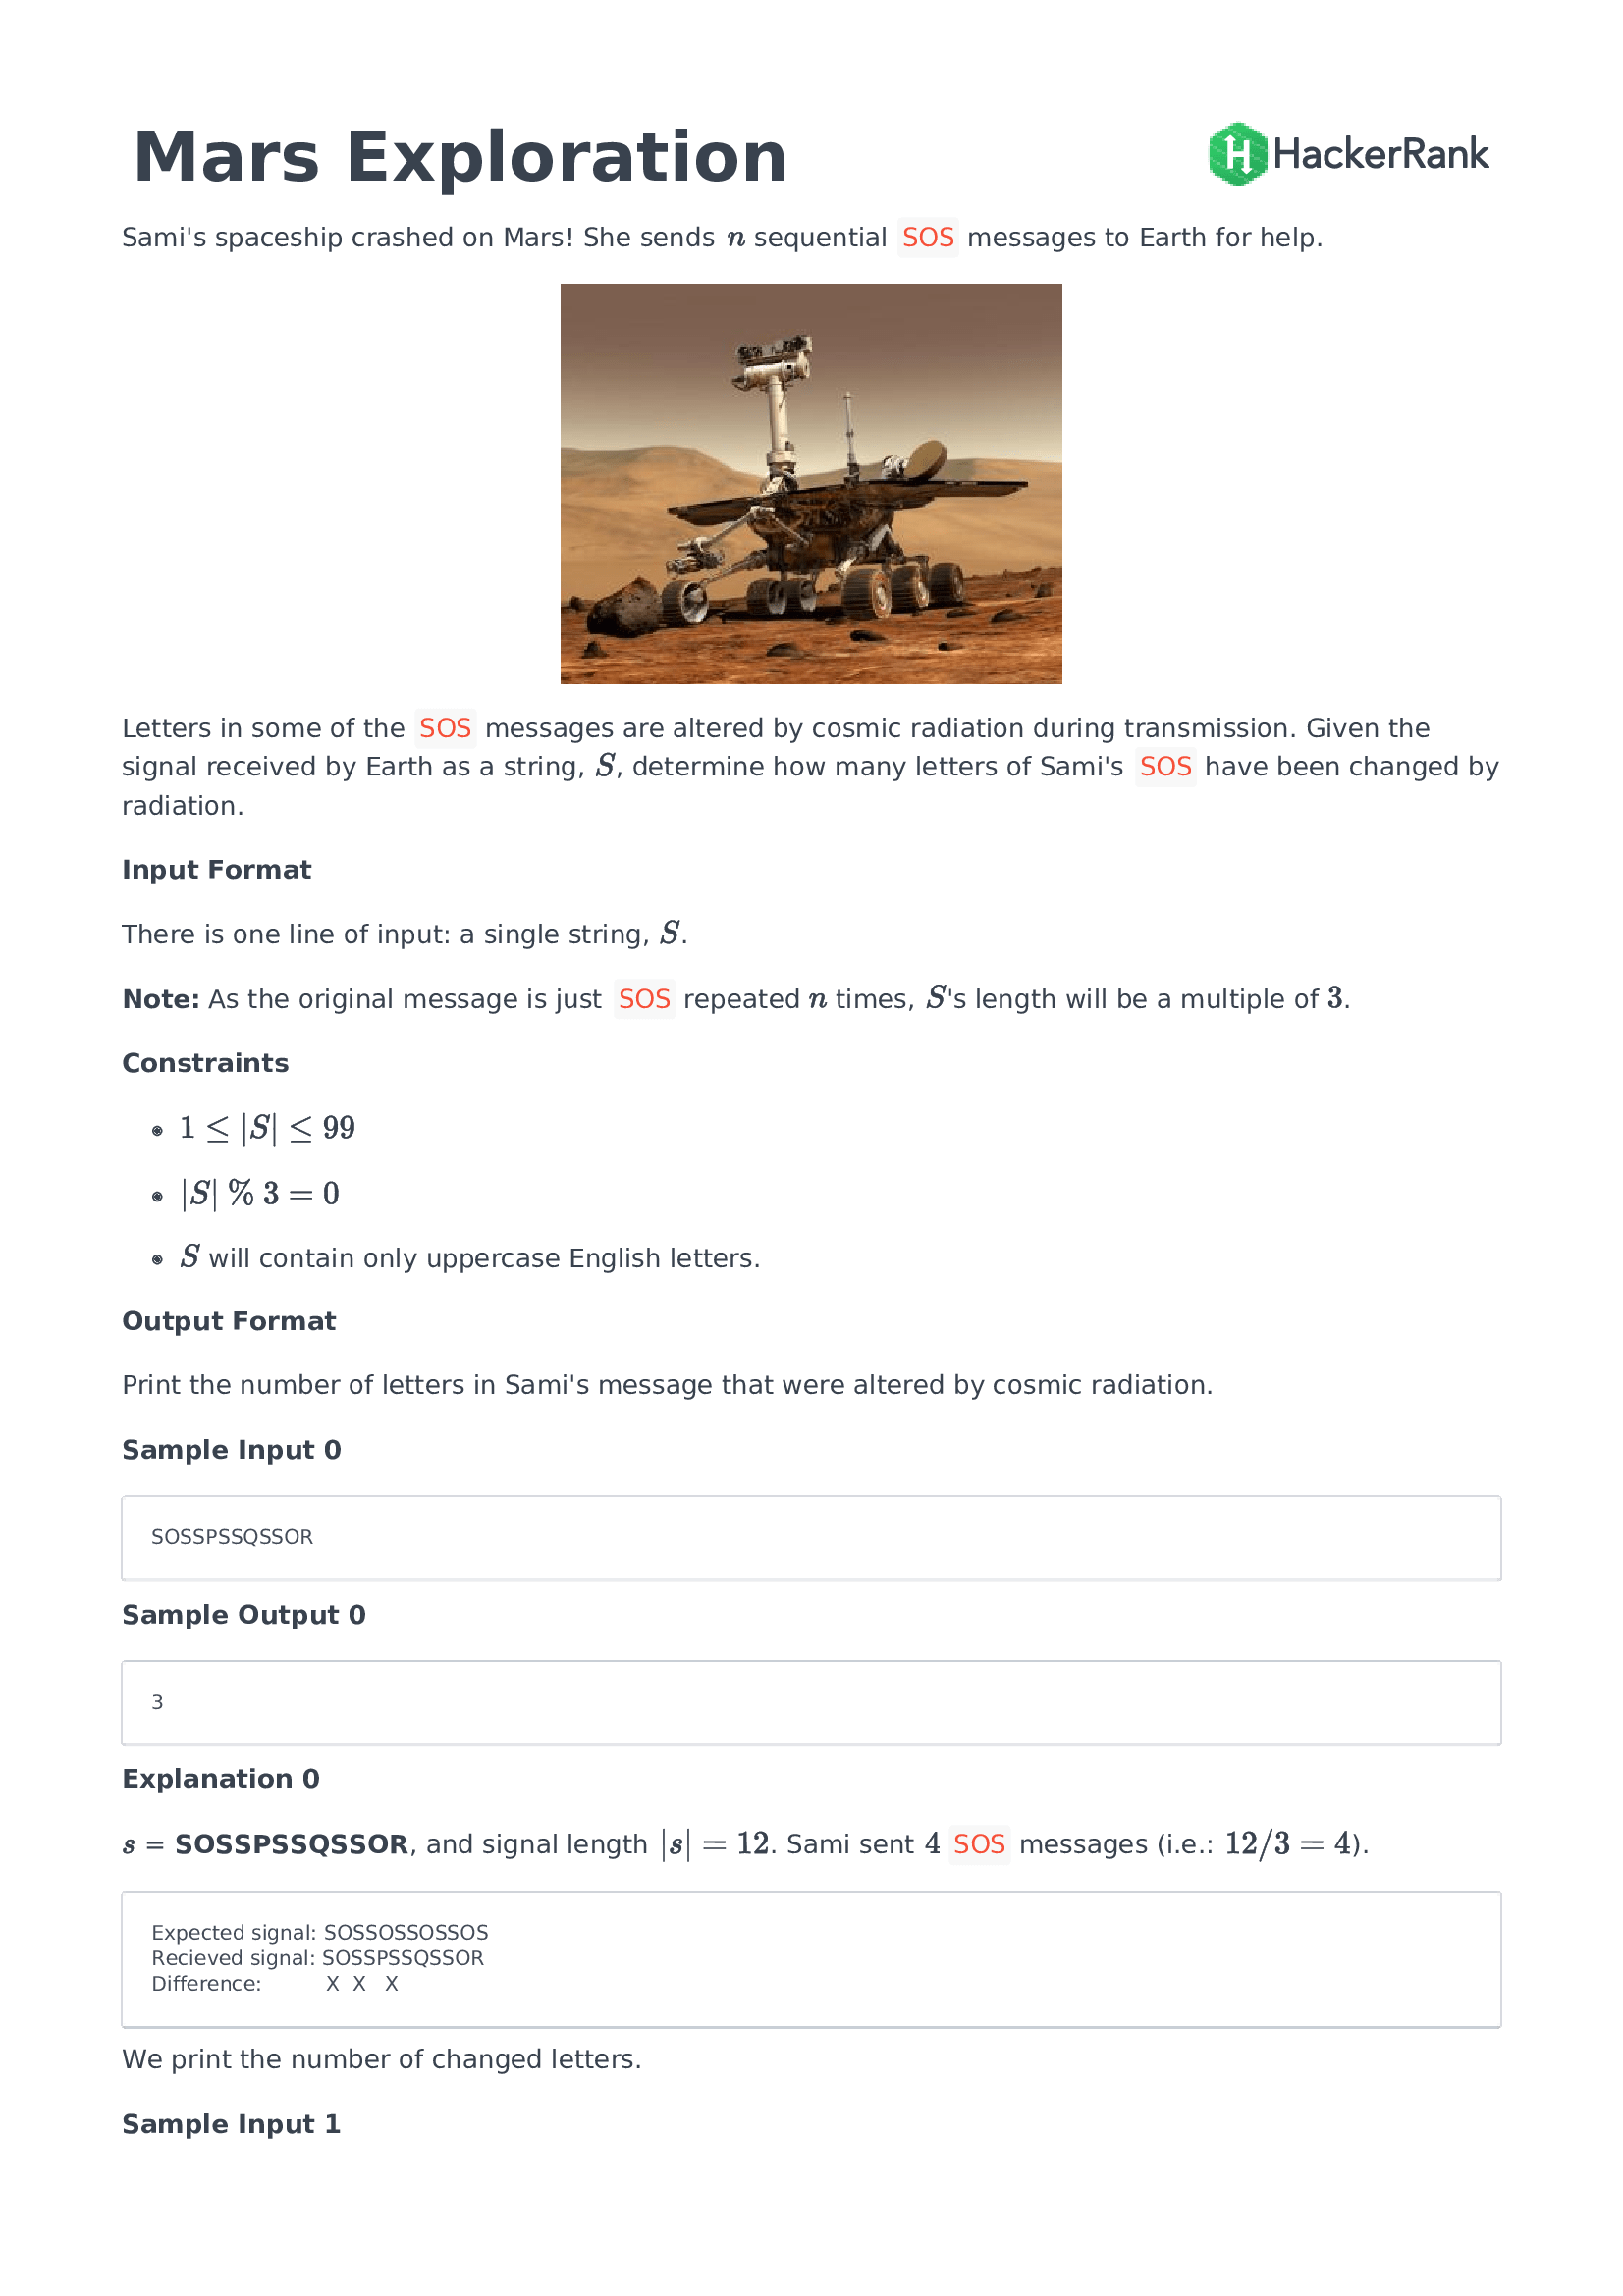 Mars Exploration
HackerRank
Sami's spaceship crashed on Mars! She sends n sequential SOS messages to Earth for help.
Letters in some of the SOS messages are altered by cosmic radiation during transmission. Given the
signal received by Earth as a string, S, determine how many letters of Sami's SOS have been changed by
radiation.
Input Format
There is one line of input: a single string, S.
Note: As the original message is just SOS repeated n times, S's length will be a multiple of 3.
Constraints
• 1 ≤ |S| ≤ 99
• |S| % 3 = 0
• S will contain only uppercase English letters.
Output Format
Print the number of letters in Sami's message that were altered by cosmic radiation.
Sample Input 0
SOSSPSSQSSOR
Sample Output 0
3
Explanation 0
s = SOSSPSSQSSOR, and signal length |s| = 12. Sami sent 4 SOS messages (i.e.: 12/3 = 4).
Expected signal: SOSSOSSOSSOS
Recieved signal: SOSSPSSQSSOR
Difference: X X X
We print the number of changed letters.
Sample Input 1